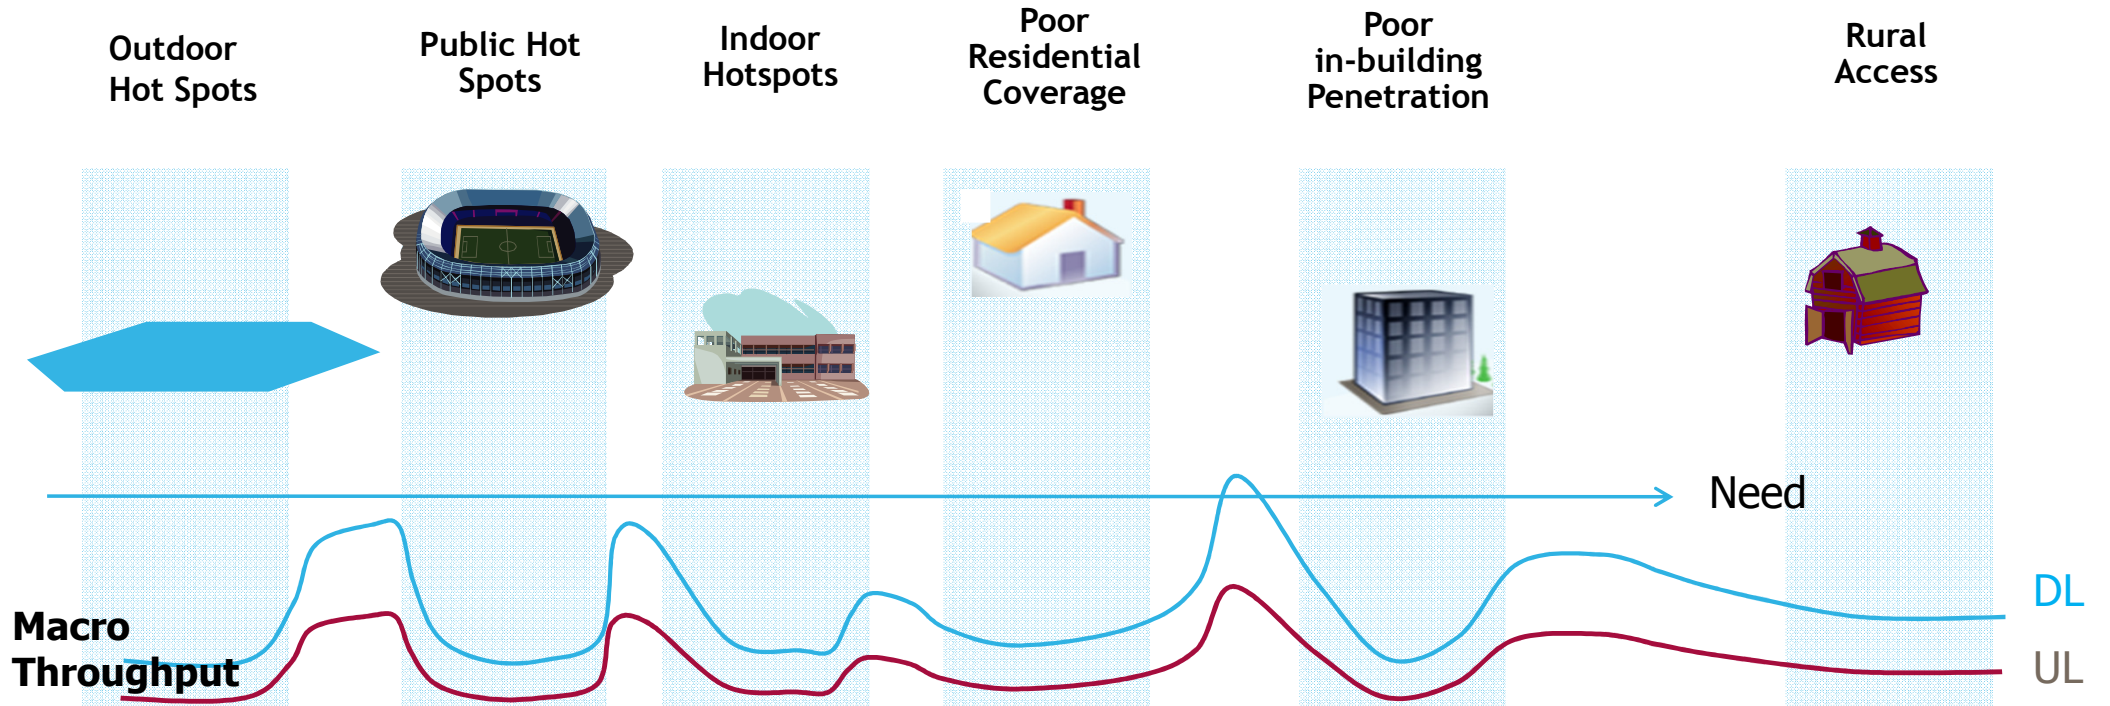 Outdoor
Hot Spots
Public Hot
Spots
Indoor
Hotspots
Poor
Residential
Coverage
Poor
in-building
Penetration
Rural
Access
Need
Macro
Throughput
DL
UL